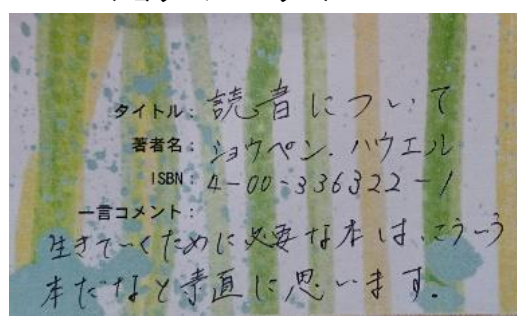 タイトル: 読書について
著者名: ショウペン．ハウエル
ISBN: 4-00-336322-1
一言コメント:
生きていくために必要な本は、こういう
本だなと素直に思います。